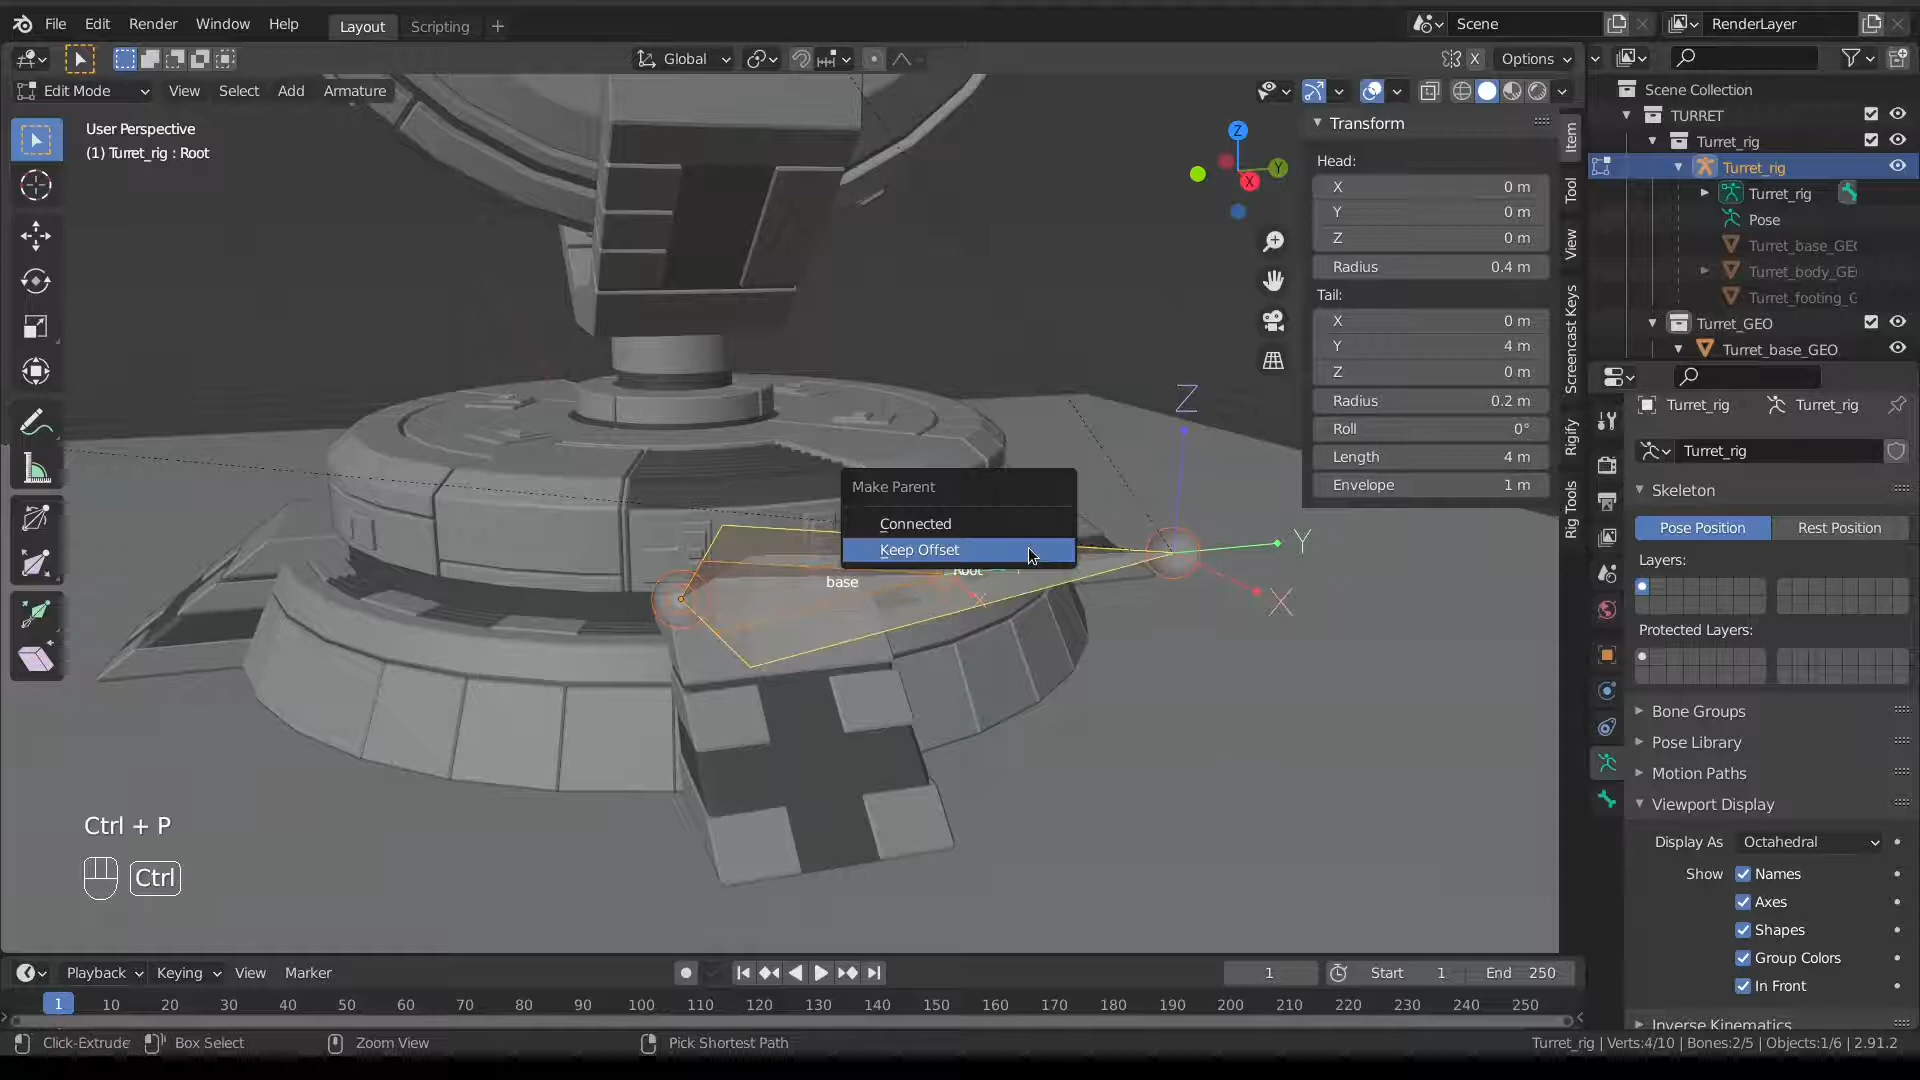 File Edit Render Window Help Layout Scripting + Scene RenderLayer
Global X Options
Edit Mode View Select Add Armature
User Perspective
(1) Turret_rig : Root
Z
Y
X
Transform
Head:
X 0 m
Y 0 m
Z 0 m
Radius 0.4 m
Tail:
X 0 m
Y 4 m
Z 0 m
Radius 0.2 m
Roll 0°
Length 4 m
Envelope 1 m
Item
Tool
View
Screencast Keys
Rigify
Rig Tools
Scene Collection
TURRET
Turret_rig
Turret_rig
Turret_rig
Pose
Turret_base_GE
Turret_body_GE
Turret_footing_G
Turret_GEO
Turret_base_GEO
Turret_rig Turret_rig
Turret_rig
Skeleton
Pose Position Rest Position
Layers:
Protected Layers:
Bone Groups
Pose Library
Motion Paths
Viewport Display
Display As Octahedral
Show Names
Axes
Shapes
Group Colors
In Front
Inverse Kinematics
Make Parent
Connected
Keep Offset
Root
base
X
Z
Y
X
Ctrl + P
Ctrl
Playback Keying View Marker 1 Start 1 End 250
1 10 20 30 40 50 60 70 80 90 100 110 120 130 140 150 160 170 180 190 200 210 220 230 240 250
Click-Extrude Box Select Zoom View Pick Shortest Path Turret_rig | Verts:4/10 | Bones:2/5 | Objects:1/6 | 2.91.2